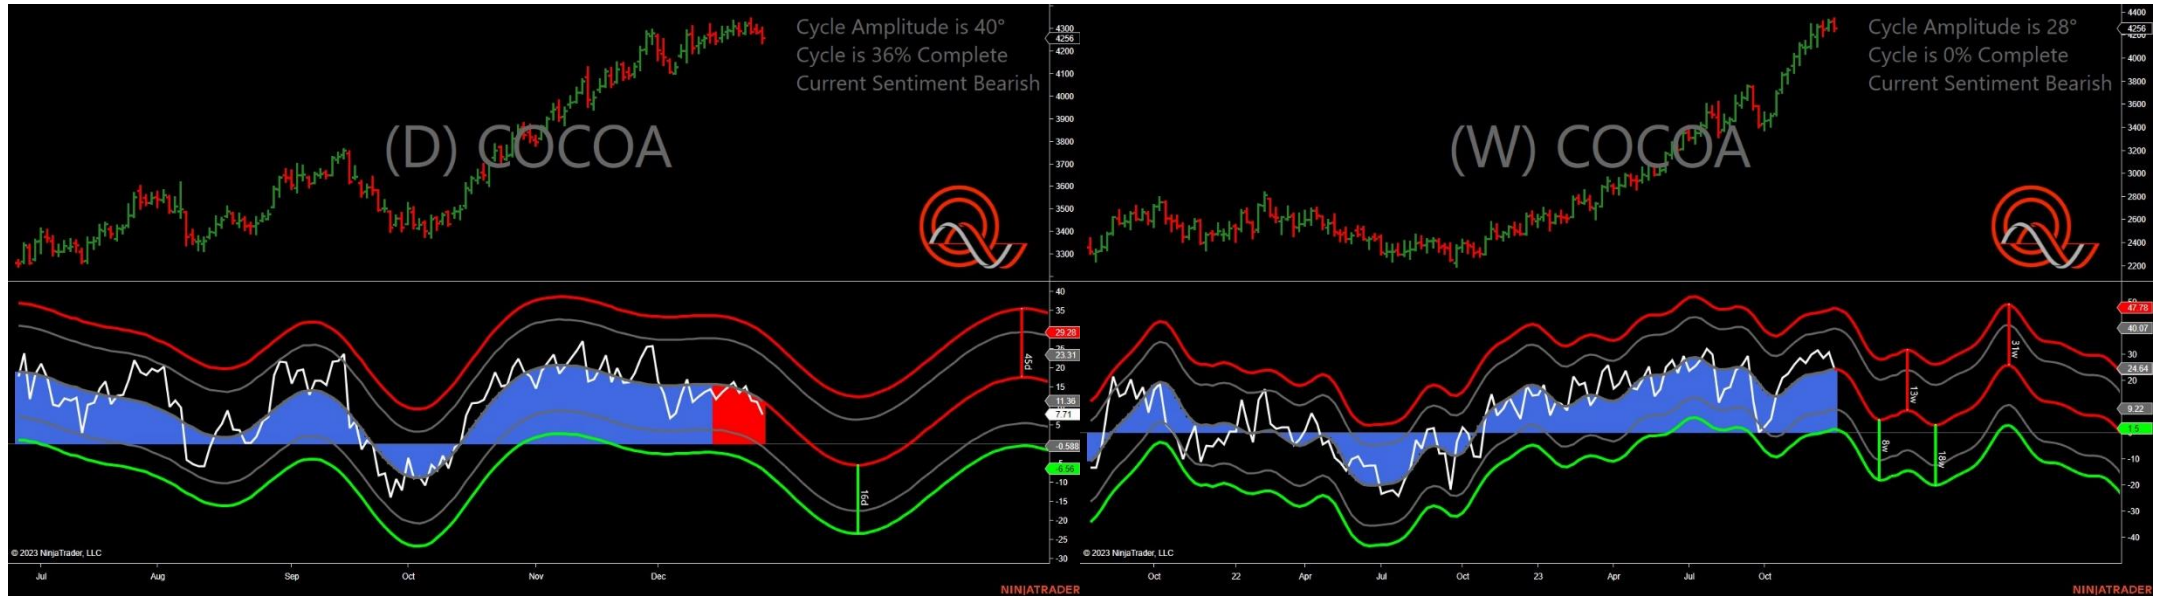 Cycle Amplitude is 40°
Cycle is 36% Complete
Current Sentiment Bearish
(D) COCOA
4300
4256
4200
4100
4000
3900
3800
3700
3600
3500
3400
3300
40
35
29.28
25
23.31
20
15
11.36
7.71
5
-0.588
-5
-6.56
-10
-15
-20
-25
-30
45d
16d
© 2023 NinjaTrader, LLC
Jul Aug Sep Oct Nov Dec
NINJATRADER
Cycle Amplitude is 28°
Cycle is 0% Complete
Current Sentiment Bearish
(W) COCOA
4400
4256
4200
4000
3800
3600
3400
3200
3000
2800
2600
2400
2200
50
47.78
40.07
30
24.64
20
9.22
1.5
-10
-20
-30
-40
13w
31w
8w
18w
© 2023 NinjaTrader, LLC
Oct 22 Apr Jul Oct 23 Apr Jul Oct
NINJATRADER